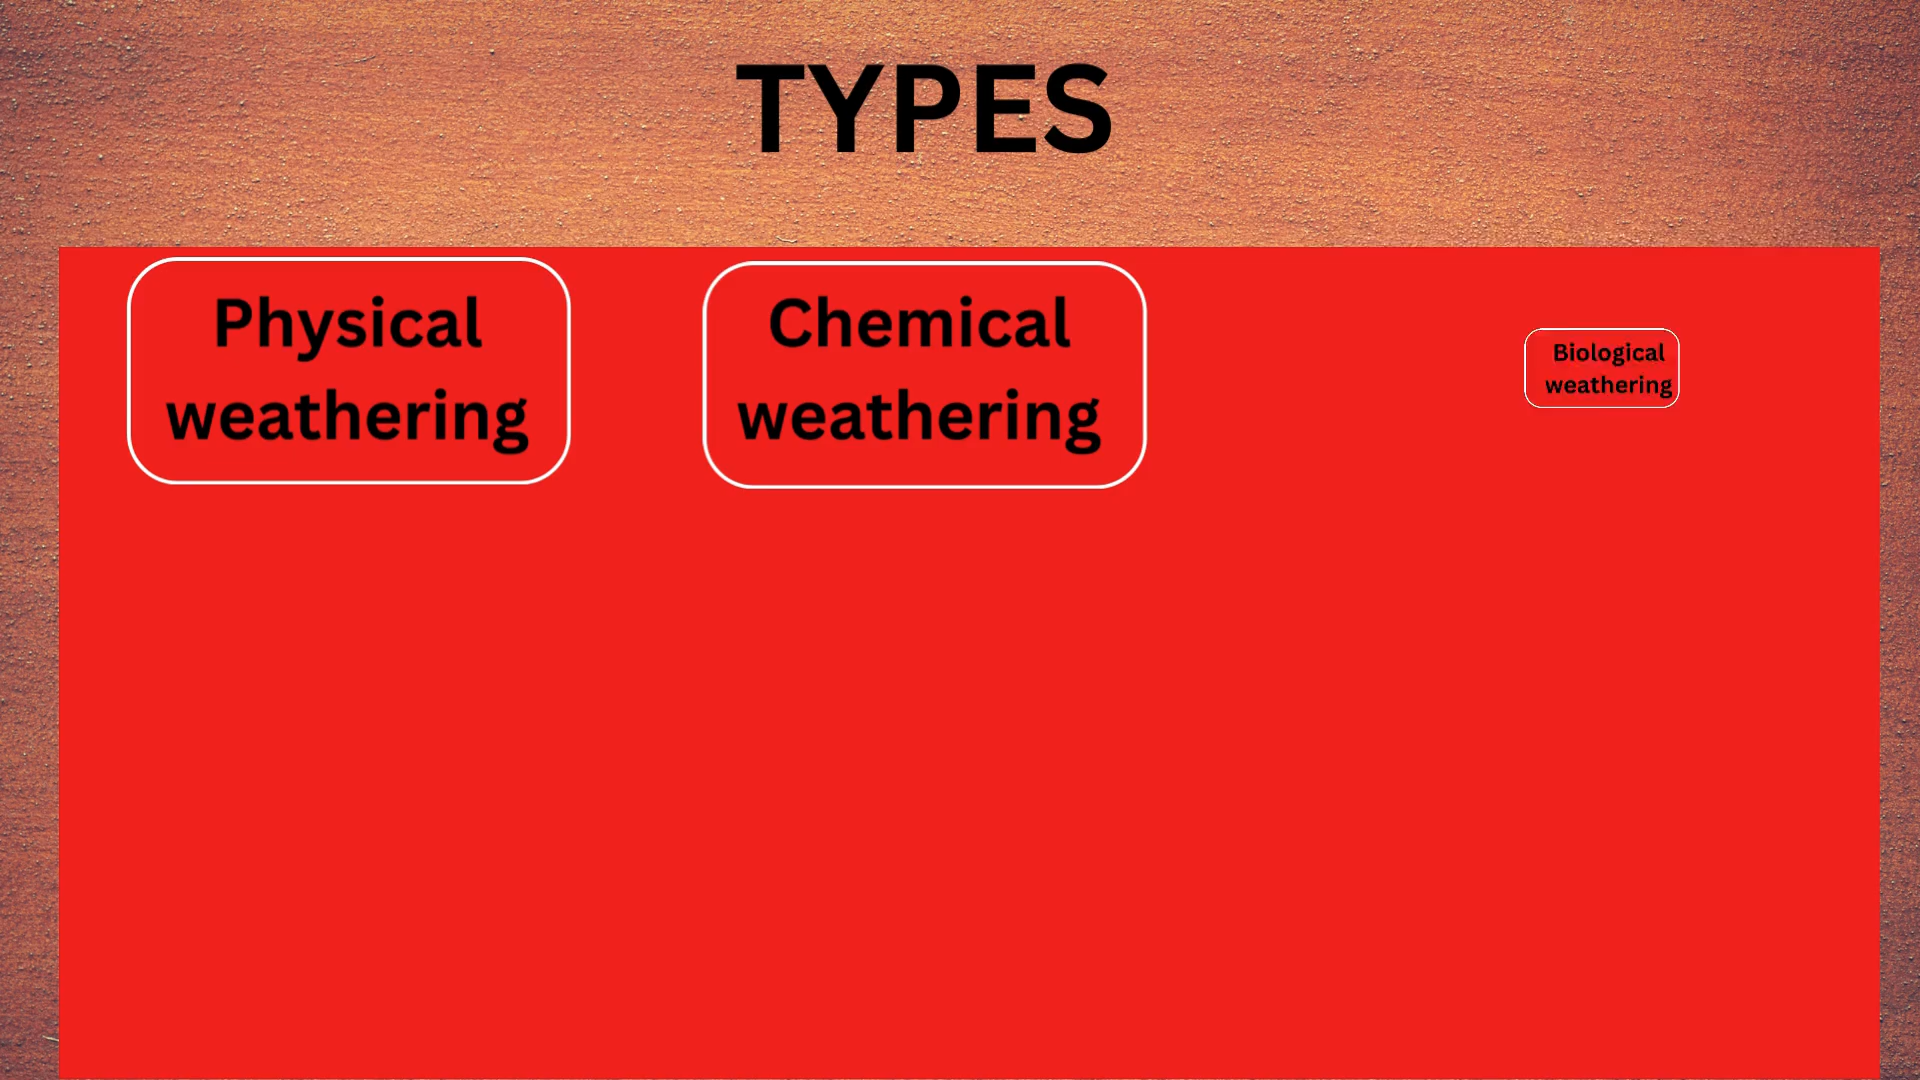 TYPES
Physical
weathering
Chemical
weathering
Biological
weathering